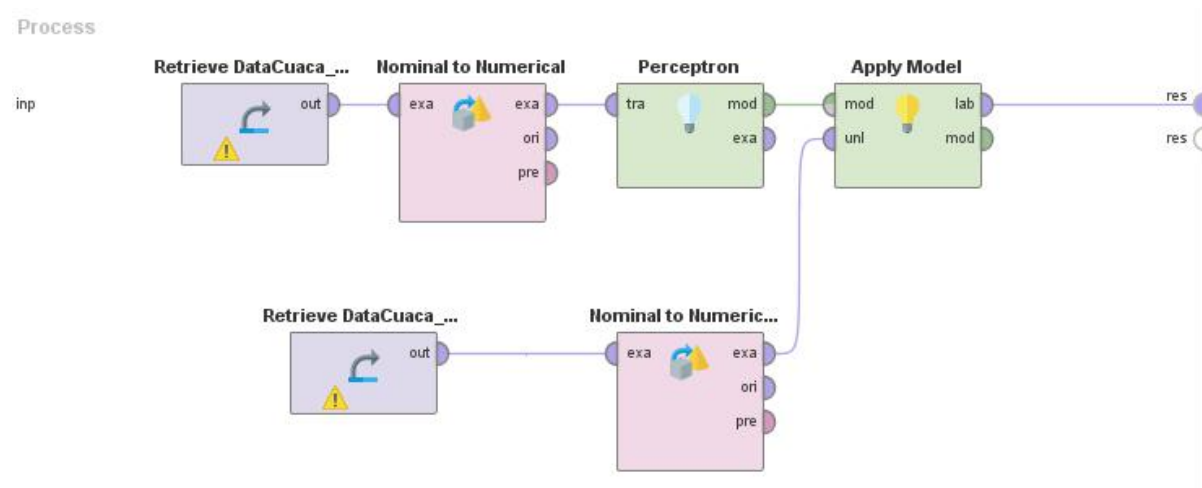 Process
Retrieve DataCuaca_... Nominal to Numerical Perceptron Apply Model
inp out exa exa tra mod mod lab res
ori exa unl mod res
pre
Retrieve DataCuaca_... Nominal to Numeric...
out exa exa
ori
pre